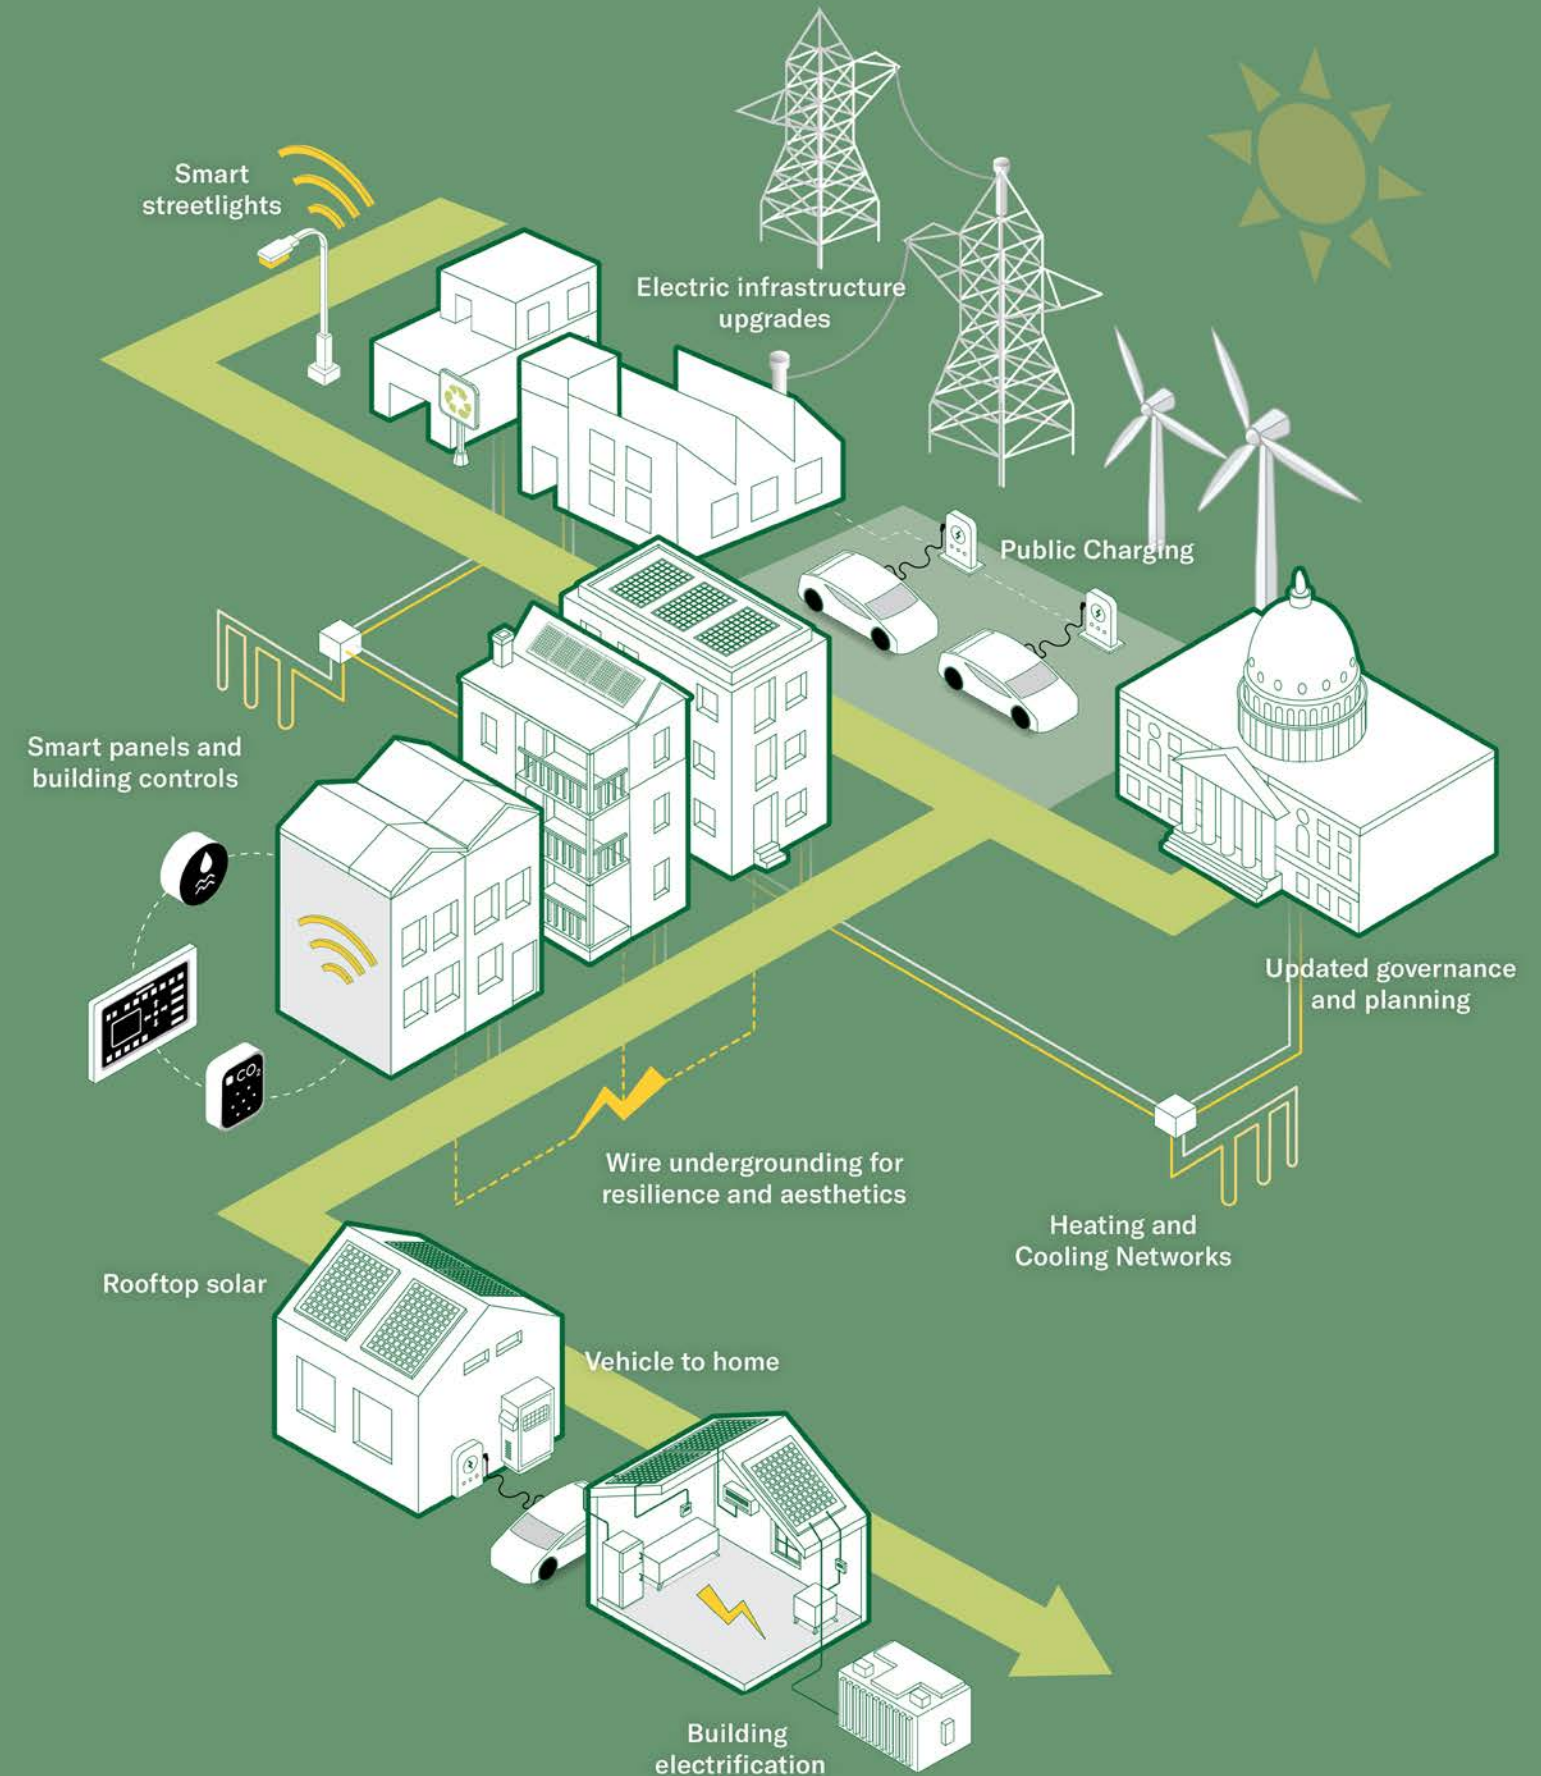 Smart
streetlights
Electric infrastructure
upgrades
Public Charging
Smart panels and
building controls
CO₂
Updated governance
and planning
Wire undergrounding for
resilience and aesthetics
Heating and
Cooling Networks
Rooftop solar
Vehicle to home
Building
electrification